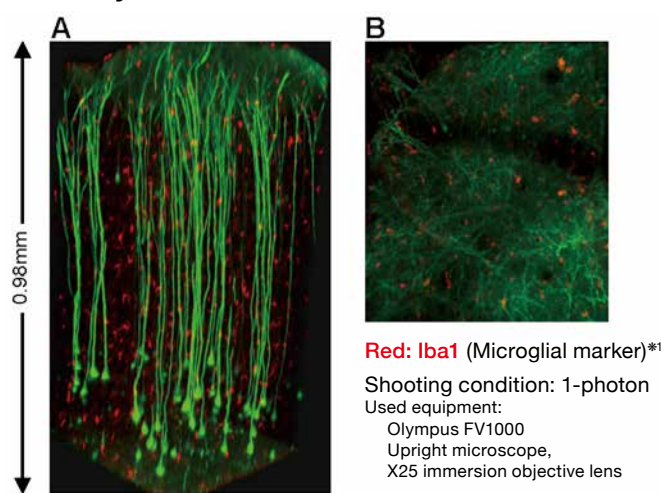 A
B
0.98mm
Red: Iba1 (Microglial marker)※1
Shooting condition: 1-photon
Used equipment:
Olympus FV1000
Upright microscope,
X25 immersion objective lens